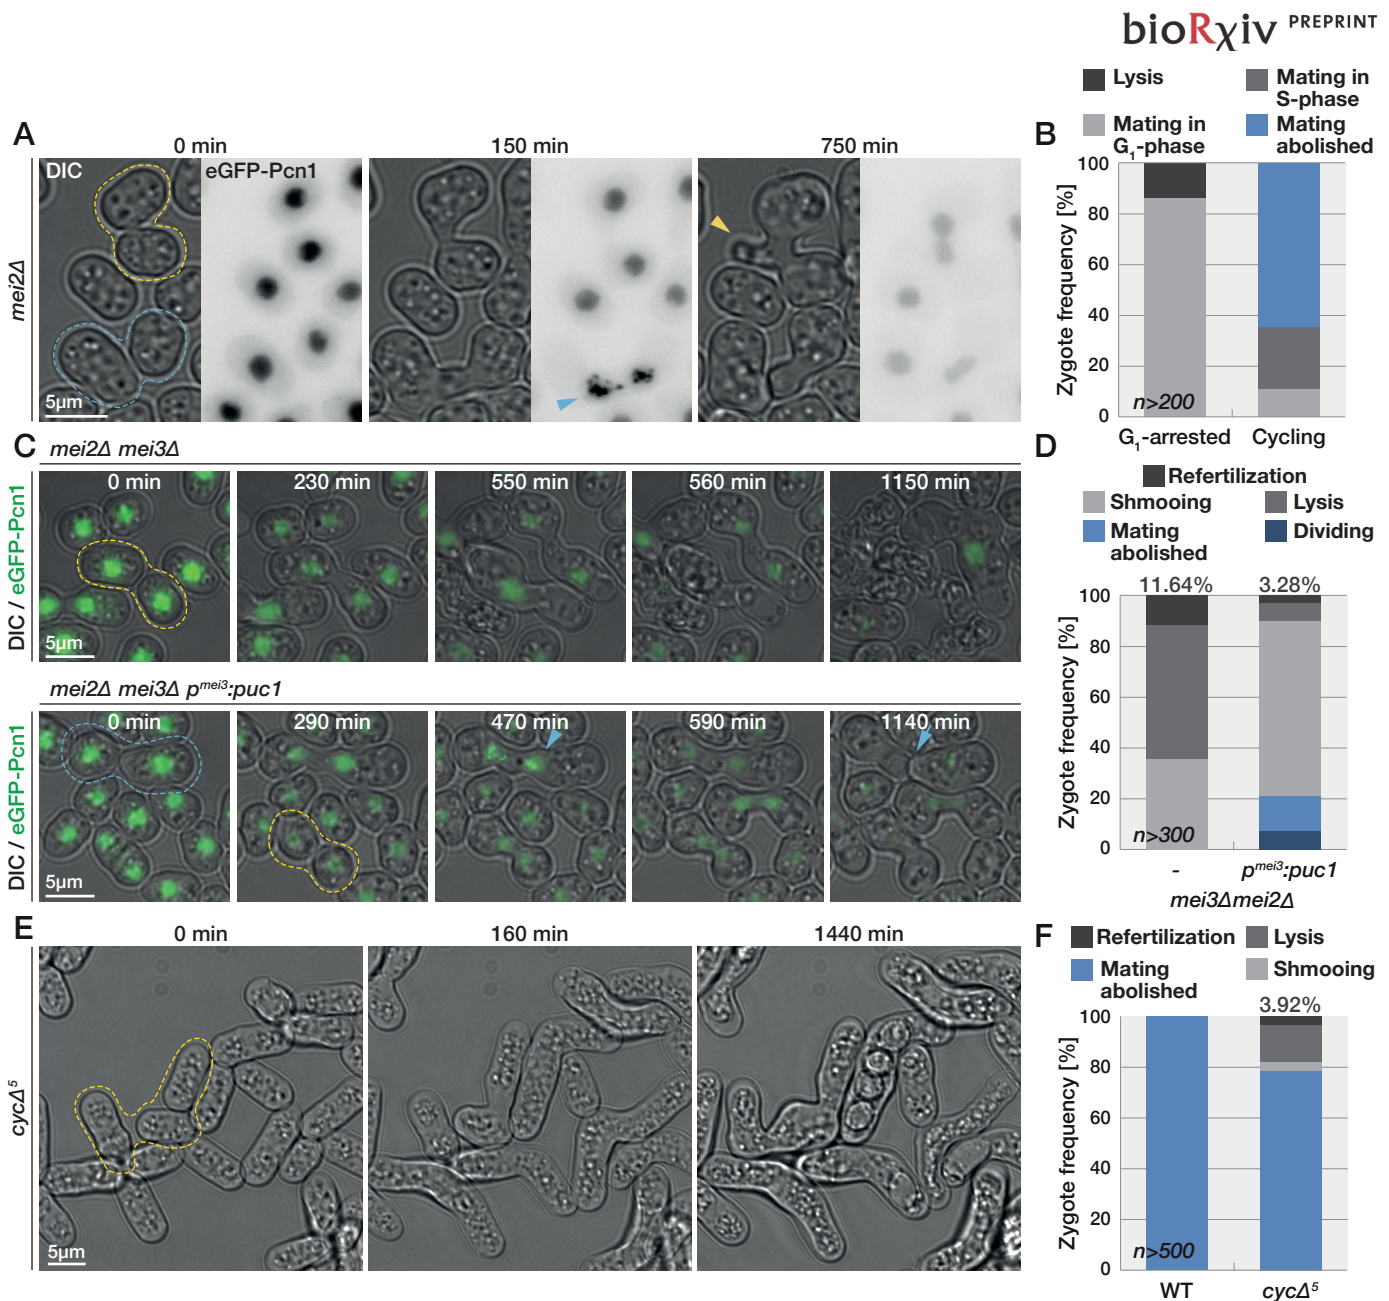 bioRχiv PREPRINT
A
0 min
150 min
750 min
DIC
eGFP-Pcn1
mei2Δ
5μm
B
Lysis
Mating in
S-phase
Mating in
G1-phase
Mating
abolished
Zygote frequency [%]
100
80
60
40
20
0
n>200
G1-arrested
Cycling
C
mei2Δ mei3Δ
DIC / eGFP-Pcn1
0 min
230 min
550 min
560 min
1150 min
5μm
mei2Δ mei3Δ pmei3:puc1
DIC / eGFP-Pcn1
0 min
290 min
470 min
590 min
1140 min
5μm
D
Refertilization
Shmooing
Lysis
Mating
abolished
Dividing
11.64%
3.28%
Zygote frequency [%]
100
80
60
40
20
0
n>300
-
pmei3:puc1
mei3Δmei2Δ
E
0 min
160 min
1440 min
cycΔ5
5μm
F
Refertilization
Lysis
Mating
abolished
Shmooing
3.92%
Zygote frequency [%]
100
80
60
40
20
0
n>500
WT
cycΔ5